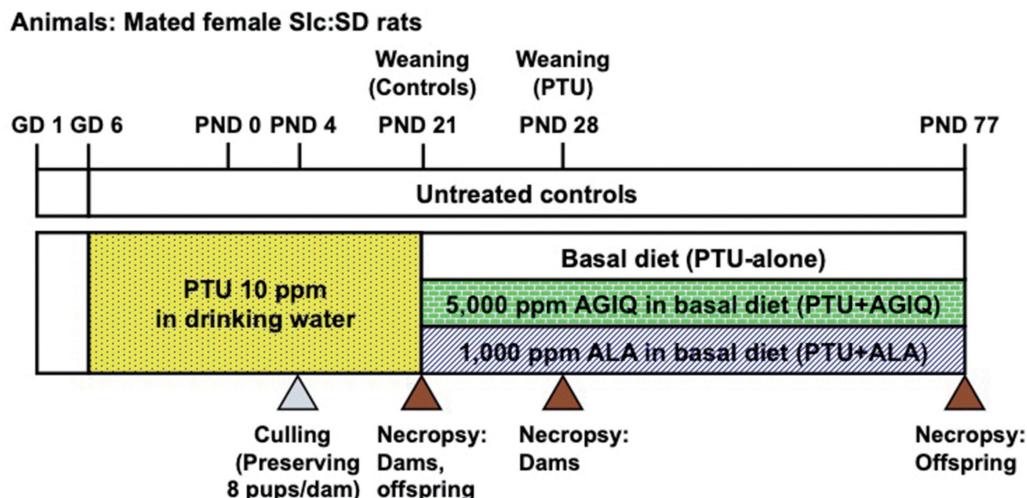 Animals: Mated female Slc:SD rats
Weaning
(Controls)
Weaning
(PTU)
GD 1 GD 6 PND 0 PND 4 PND 21 PND 28 PND 77
Untreated controls
PTU 10 ppm
in drinking water
Basal diet (PTU-alone)
5,000 ppm AGIQ in basal diet (PTU+AGIQ)
1,000 ppm ALA in basal diet (PTU+ALA)
Culling
(Preserving
8 pups/dam)
Necropsy:
Dams,
offspring
Necropsy:
Dams
Necropsy:
Offspring